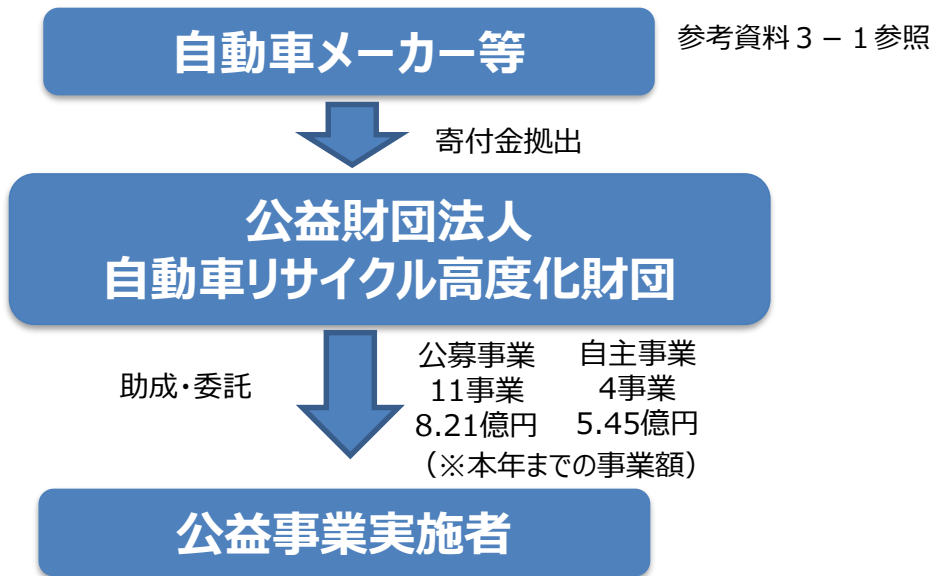 自動車メーカー等
参考資料3-1参照
寄付金拠出
公益財団法人
自動車リサイクル高度化財団
助成・委託
公募事業
11事業
8.21億円
自主事業
4事業
5.45億円
(※本年までの事業額)
公益事業実施者